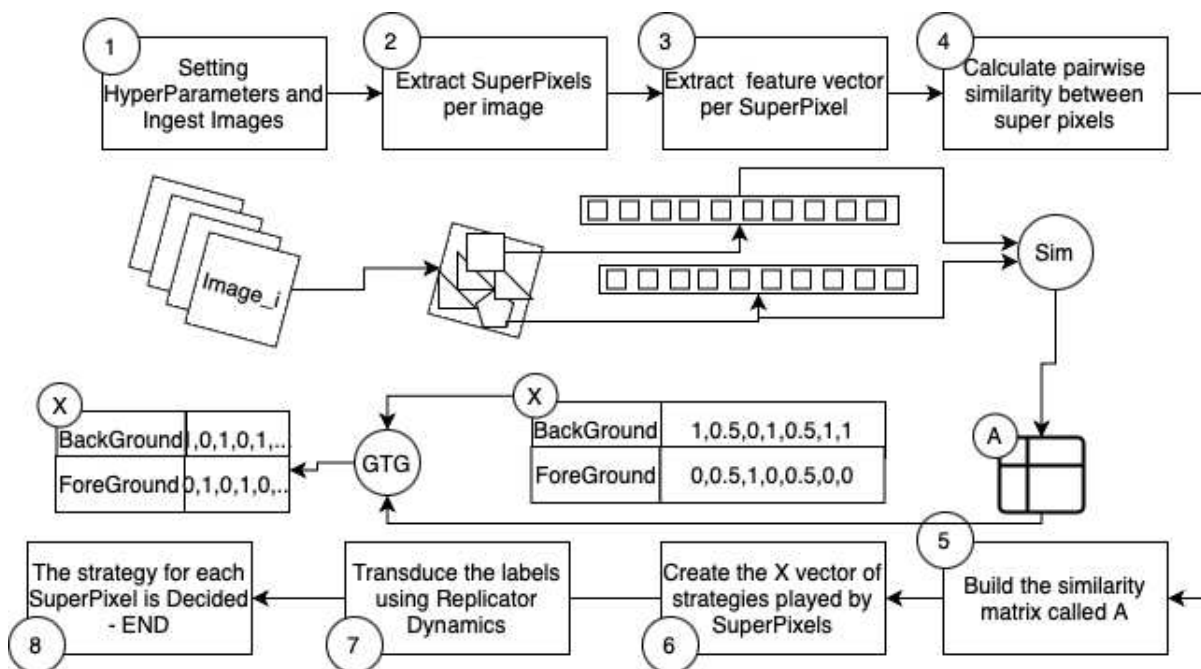 1
Setting
HyperParameters and
Ingest Images
2
Extract SuperPixels
per image
3
Extract feature vector
per SuperPixel
4
Calculate pairwise
similarity between
super pixels
Image_i
Sim
X
BackGround 1,0,1,0,1,...
ForeGround 0,1,0,1,0,..
GTG
X
BackGround 1,0.5,0,1,0.5,1,1
ForeGround 0,0.5,1,0,0.5,0,0
A
The strategy for each
SuperPixel is Decided
- END
8
Transduce the labels
using Replicator
Dynamics
7
Create the X vector of
strategies played by
SuperPixels
6
5
Build the similarity
matrix called A